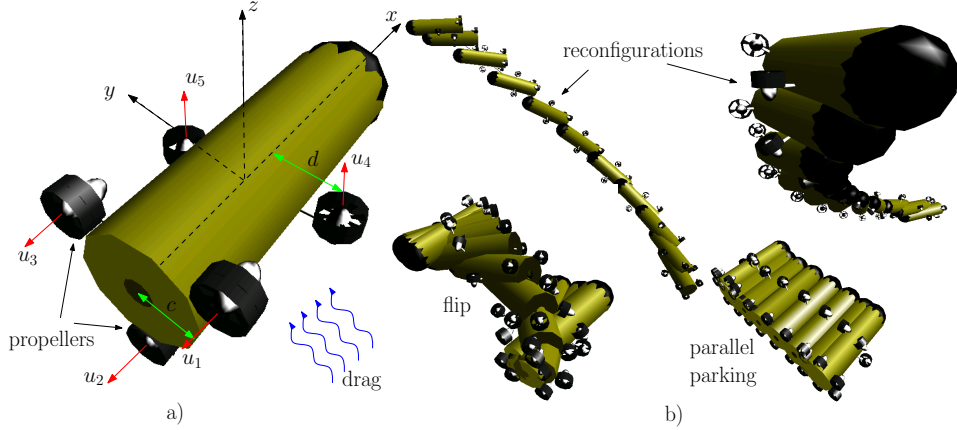 z
x
y
u₅
d
u₄
u₃
c
propellers
u₁
u₂
drag
a)
reconfigurations
flip
parallel
parking
b)